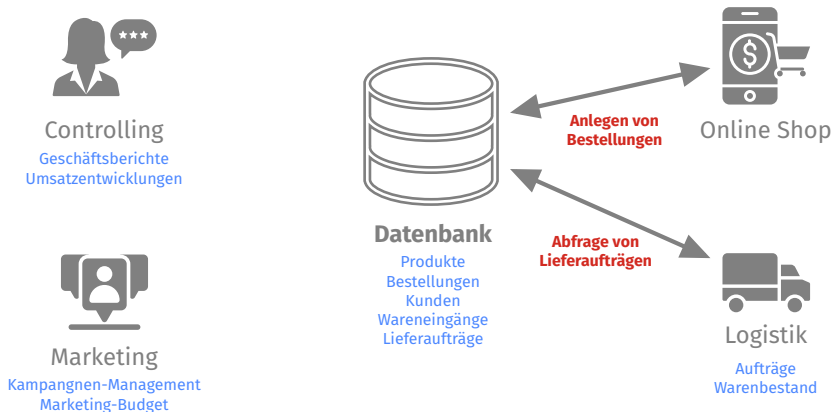 Controlling
Geschäftsberichte
Umsatzentwicklungen
Marketing
Kampangnen-Management
Marketing-Budget
Datenbank
Produkte
Bestellungen
Kunden
Wareneingänge
Lieferaufträge
Anlegen von
Bestellungen
Abfrage von
Lieferaufträgen
$
Online Shop
Logistik
Aufträge
Warenbestand